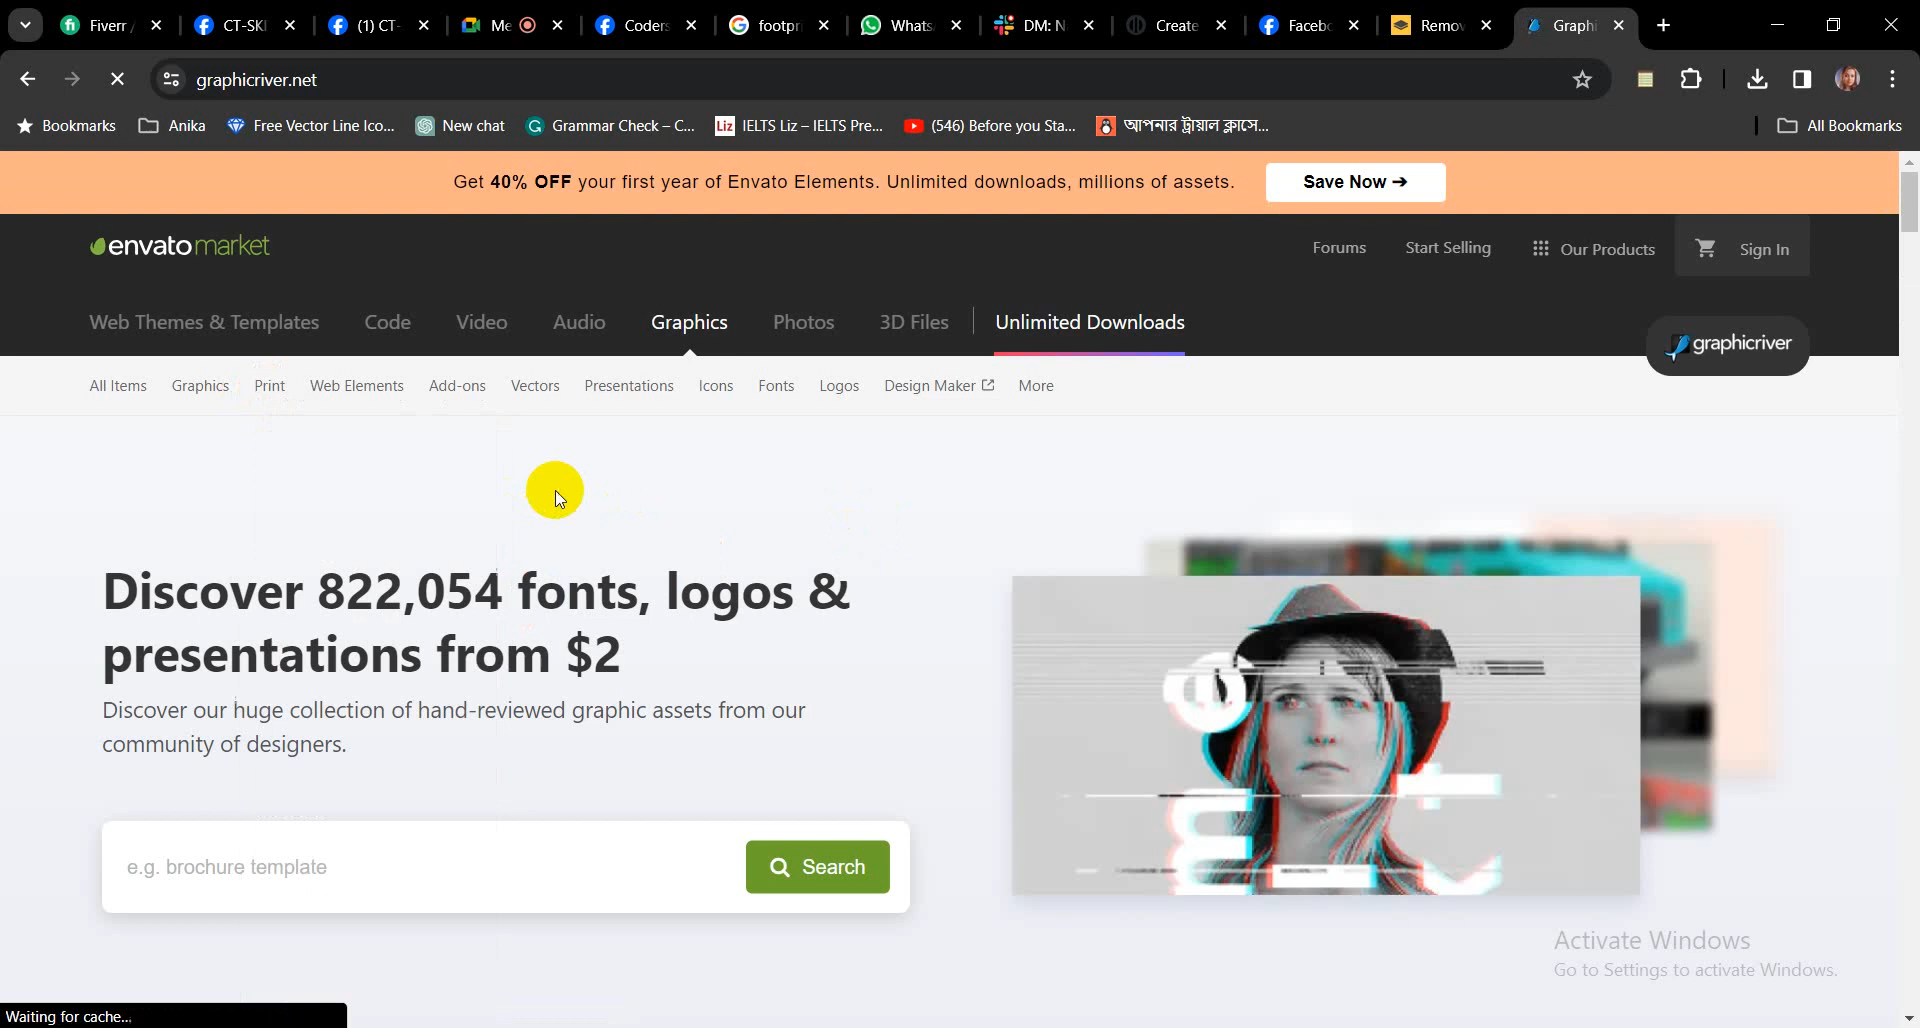 Fiverr / CT-SKI (1) CT- Me Coders footpri Whats DM: N Create Facebo Remov Graphi
graphicriver.net
Bookmarks Anika Free Vector Line Ico... New chat Grammar Check – C... Liz IELTS Liz – IELTS Pre... (546) Before you Sta... আপনার ট্রায়াল ক্লাসে... All Bookmarks
Get 40% OFF your first year of Envato Elements. Unlimited downloads, millions of assets. Save Now →
envatomarket Forums Start Selling Our Products Sign In
Web Themes & Templates Code Video Audio Graphics Photos 3D Files Unlimited Downloads
graphicriver
All Items Graphics Print Web Elements Add-ons Vectors Presentations Icons Fonts Logos Design Maker More
Discover 822,054 fonts, logos &
presentations from $2
Discover our huge collection of hand-reviewed graphic assets from our
community of designers.
e.g. brochure template Search
Activate Windows
Go to Settings to activate Windows.
Waiting for cache...